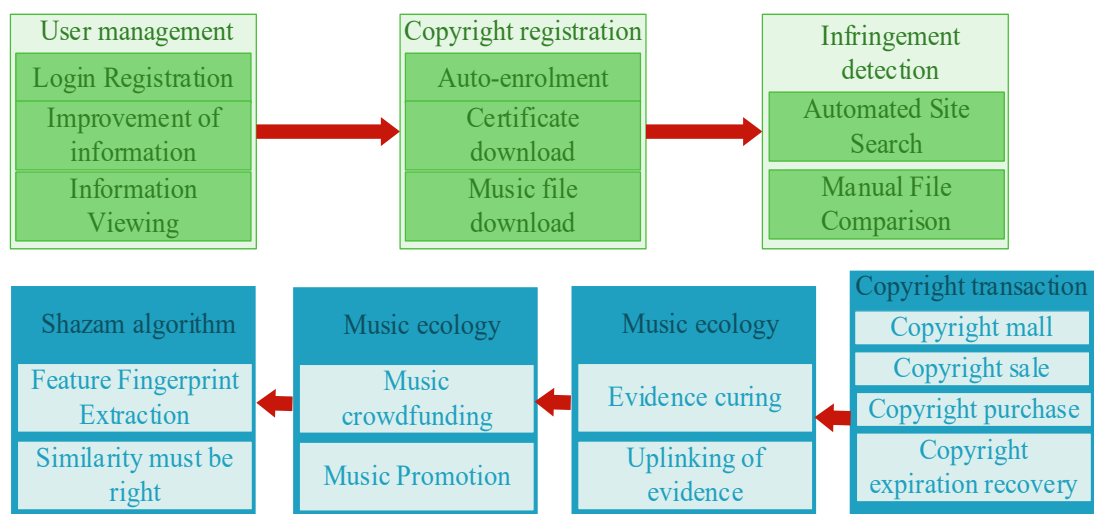 User management
Login Registration
Improvement of
information
Information
Viewing
Copyright registration
Auto-enrolment
Certificate
download
Music file
download
Infringement
detection
Automated Site
Search
Manual File
Comparison
Shazam algorithm
Feature Fingerprint
Extraction
Similarity must be
right
Music ecology
Music
crowdfunding
Music Promotion
Music ecology
Evidence curing
Uplinking of
evidence
Copyright transaction
Copyright mall
Copyright sale
Copyright purchase
Copyright
expiration recovery